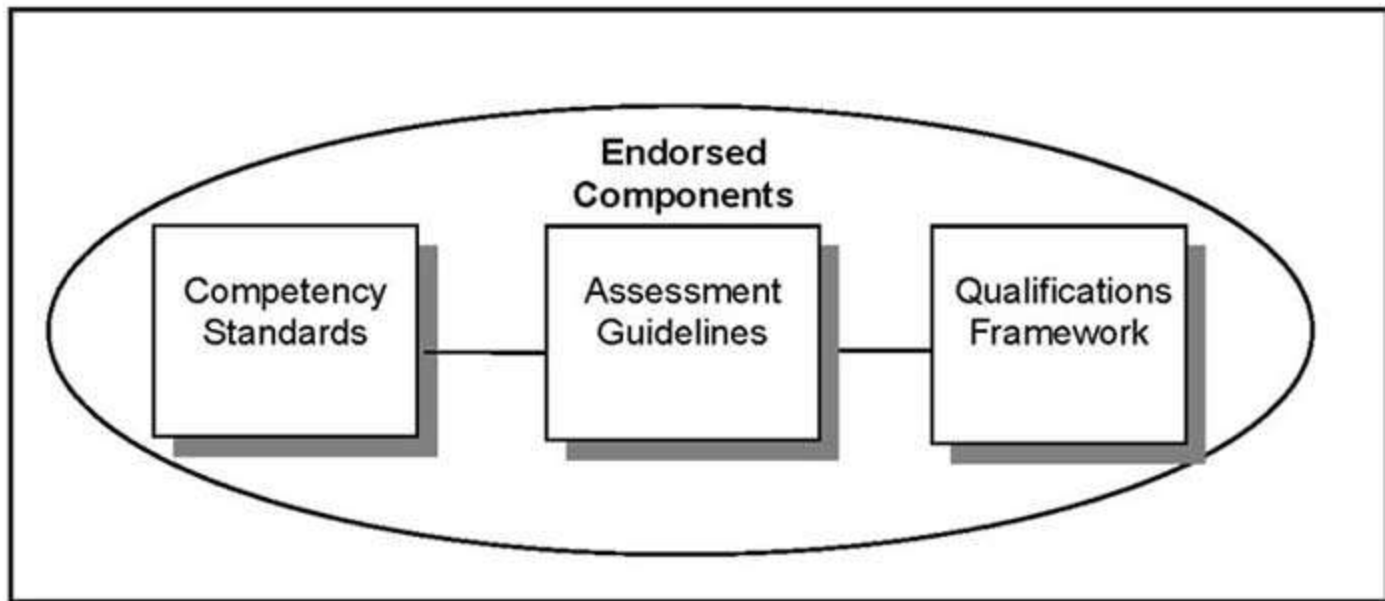 Endorsed
Components
Competency
Standards
Assessment
Guidelines
Qualifications
Framework